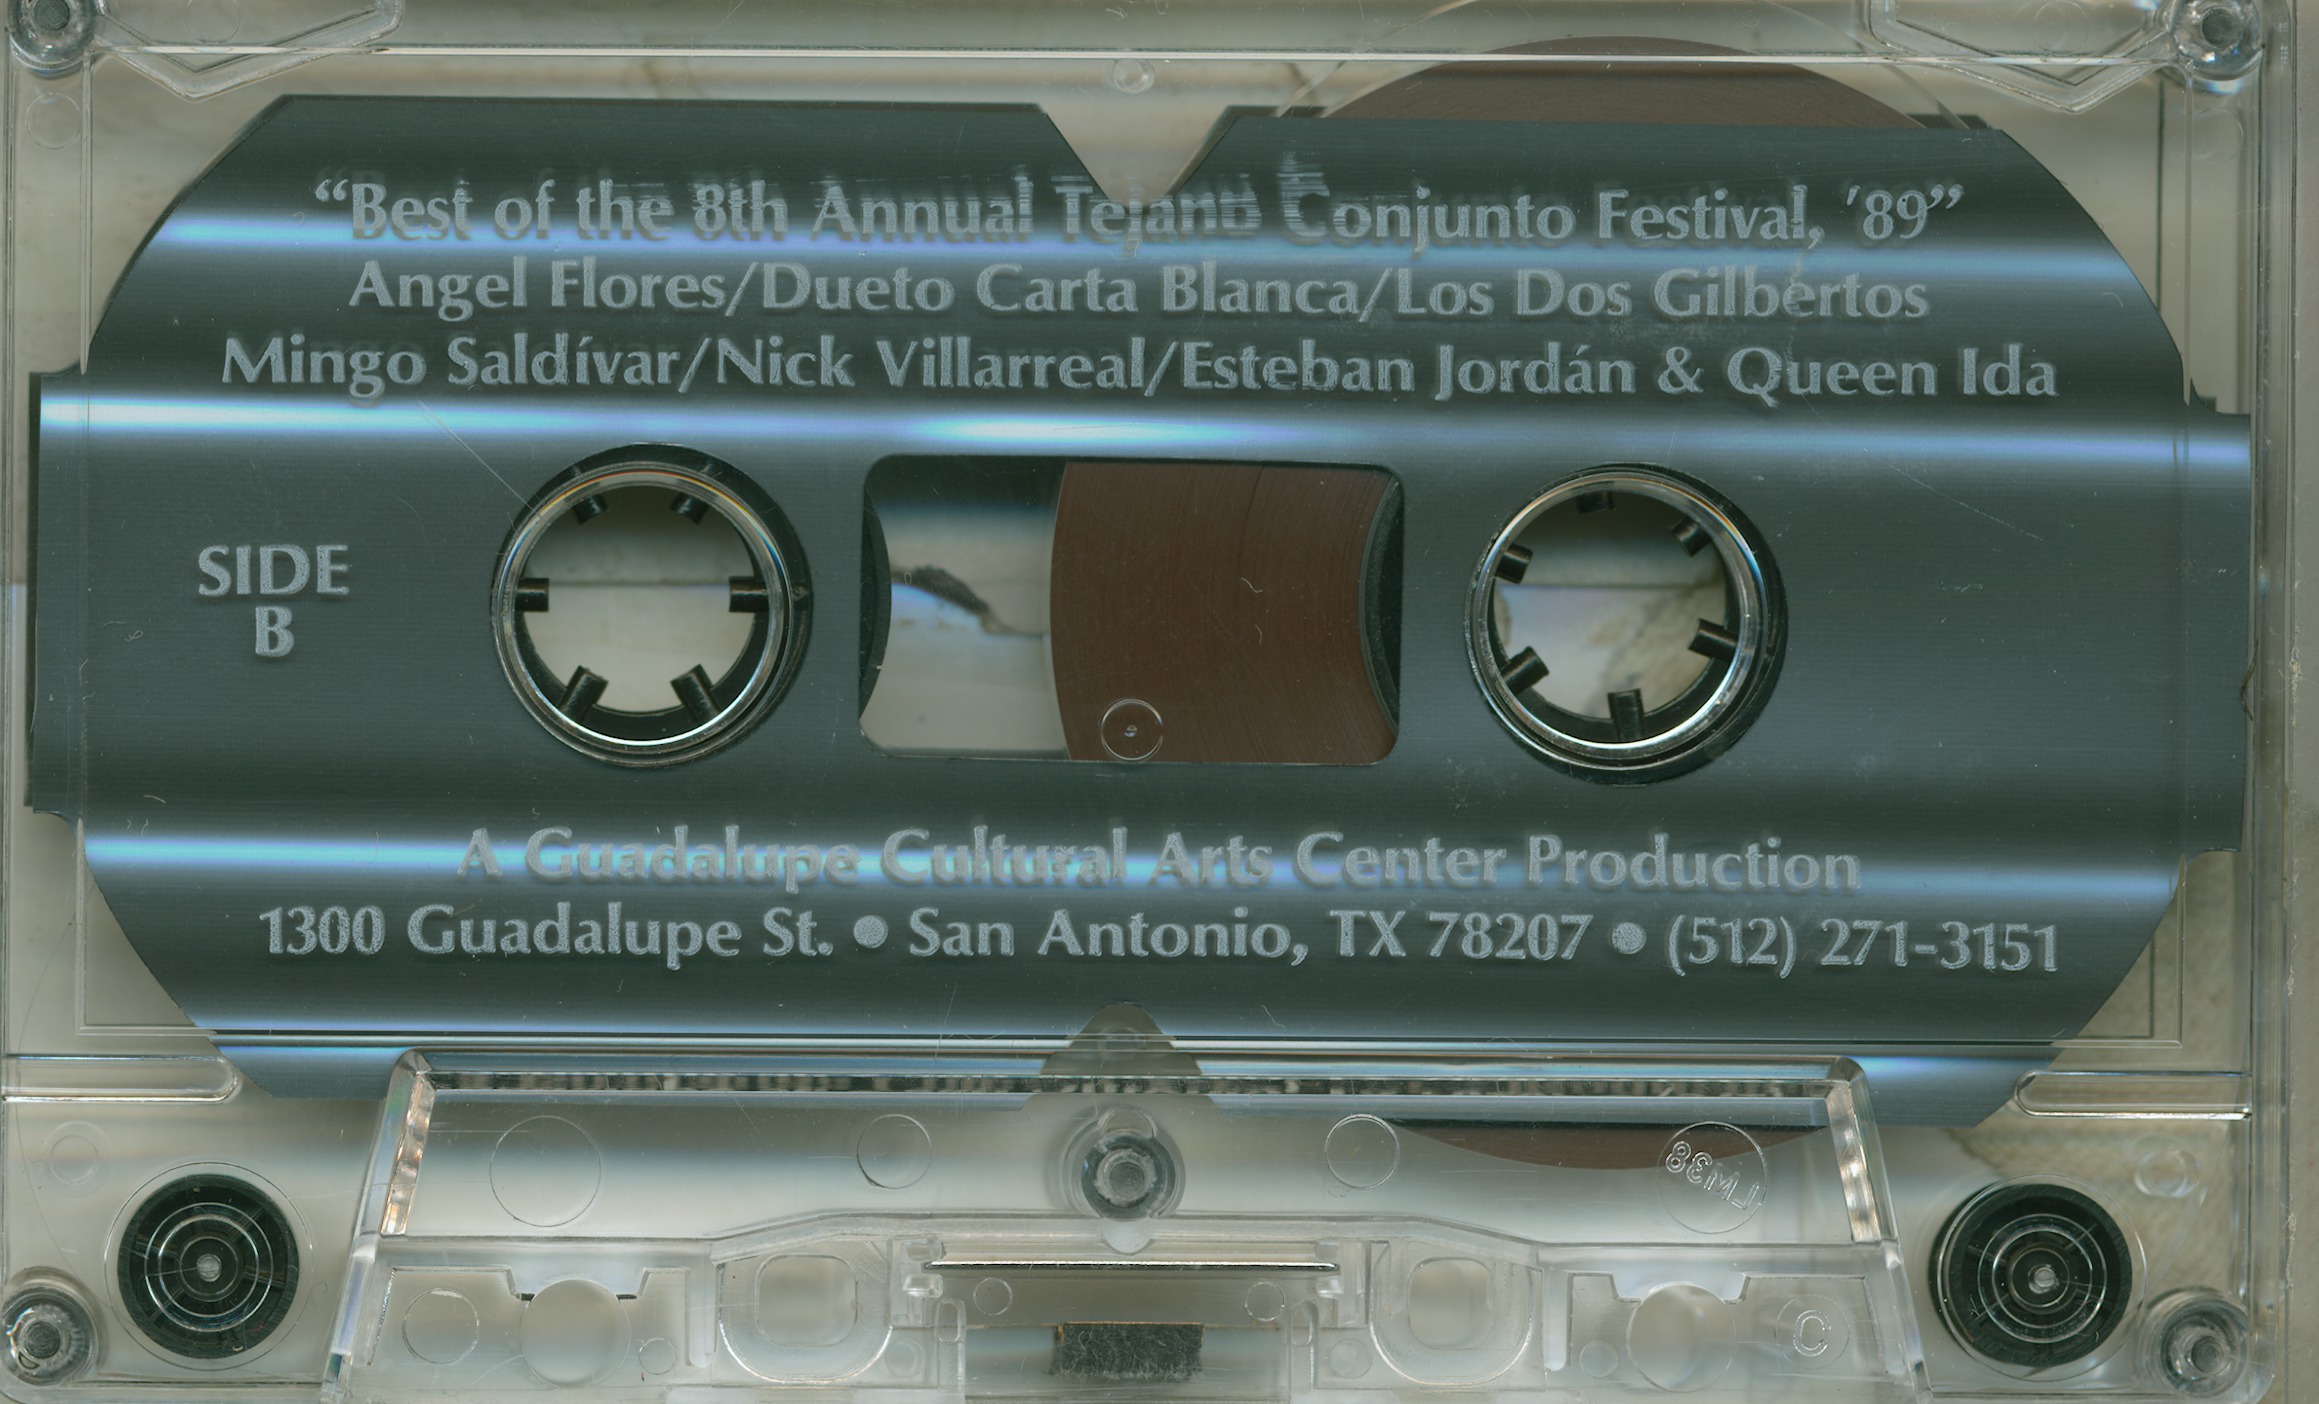 “Best of the 8th Annual Tejano Conjunto Festival, ’89”
Angel Flores/Dueto Carta Blanca/Los Dos Gilbertos
Mingo Saldívar/Nick Villarreal/Esteban Jordán & Queen Ida
SIDE
B
A Guadalupe Cultural Arts Center Production
1300 Guadalupe St. • San Antonio, TX 78207 • (512) 271-3151
C